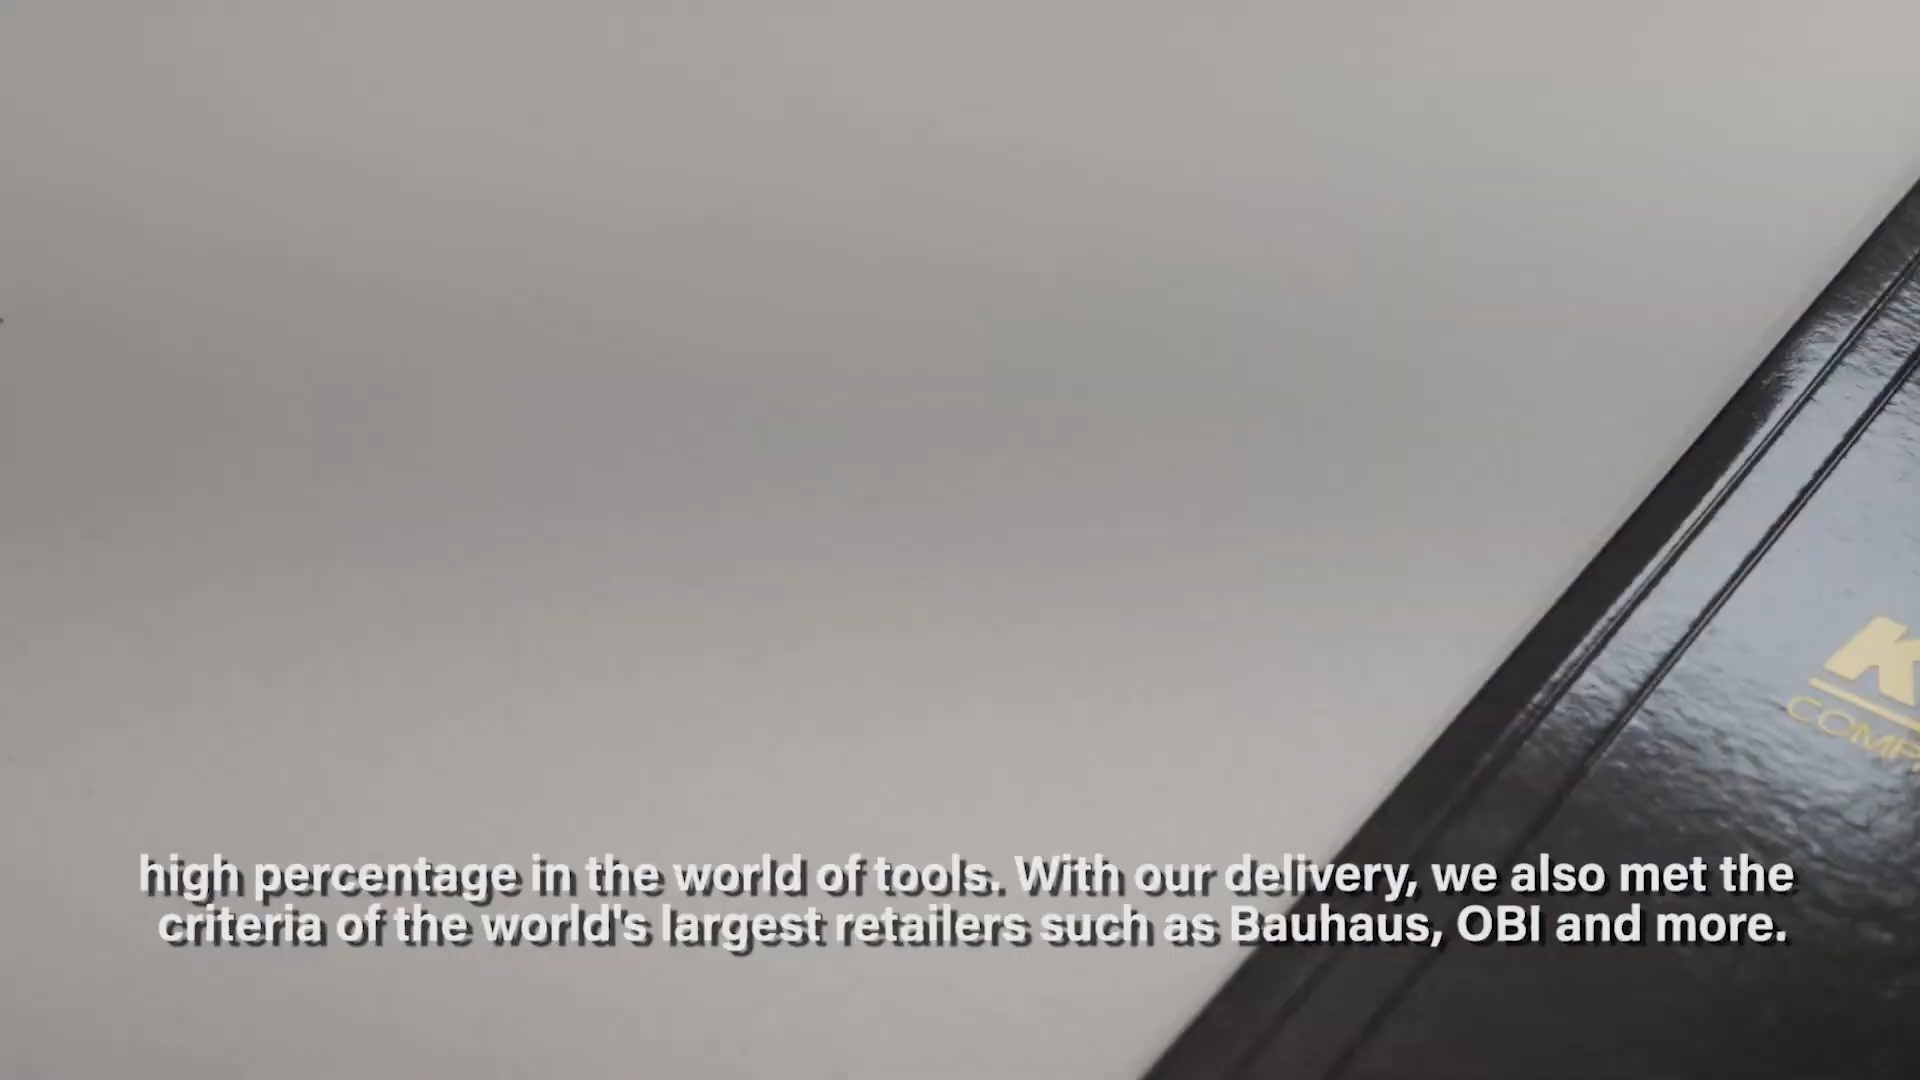 K
COMP
high percentage in the world of tools. With our delivery, we also met the
criteria of the world's largest retailers such as Bauhaus, OBI and more.